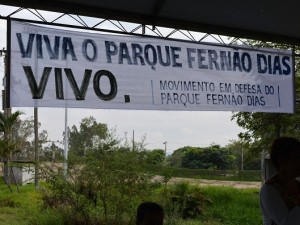 VIVA O PARQUE FERNÃO DIAS
VIVO.
MOVIMENTO EM DEFESA DO
PARQUE FERNÃO DIAS